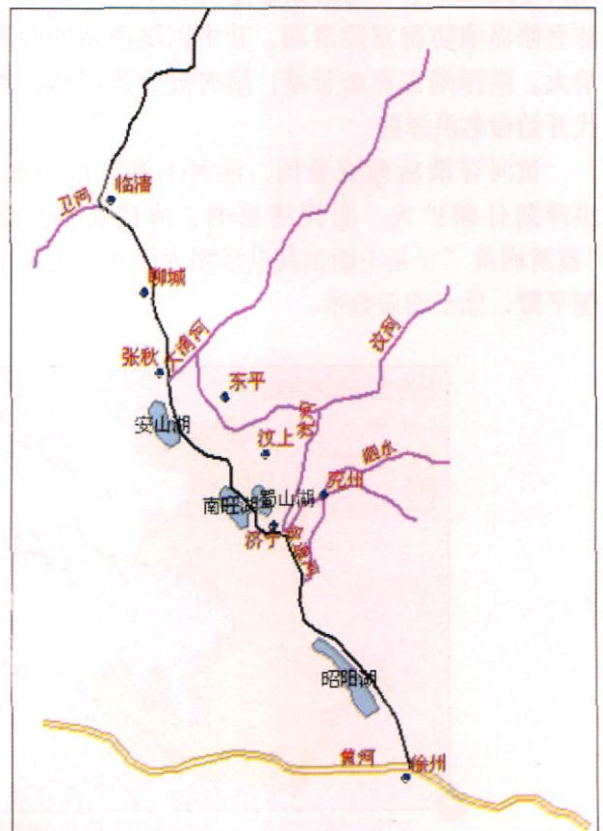 卫河
临清
聊城
张秋
大清河
东平
汶河
安山湖
汶上
洸河
泗水
兖州
南旺湖
蜀山湖
济宁
昭阳湖
黄河
徐州